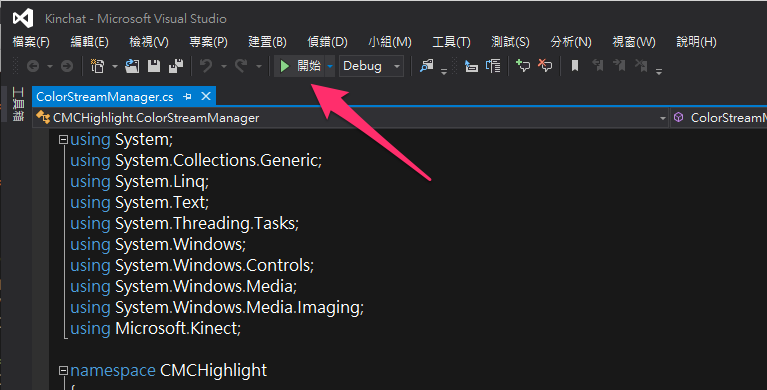 Kinchat - Microsoft Visual Studio
檔案(F) 編輯(E) 檢視(V) 專案(P) 建置(B) 偵錯(D) 小組(M) 工具(T) 測試(S) 分析(N) 視窗(W) 說明(H)
開始 Debug
工具箱
ColorStreamManager.cs
CMCHighlight.ColorStreamManager ColorStreamM
using System;
using System.Collections.Generic;
using System.Linq;
using System.Text;
using System.Threading.Tasks;
using System.Windows;
using System.Windows.Controls;
using System.Windows.Media;
using System.Windows.Media.Imaging;
using Microsoft.Kinect;
namespace CMCHighlight
{